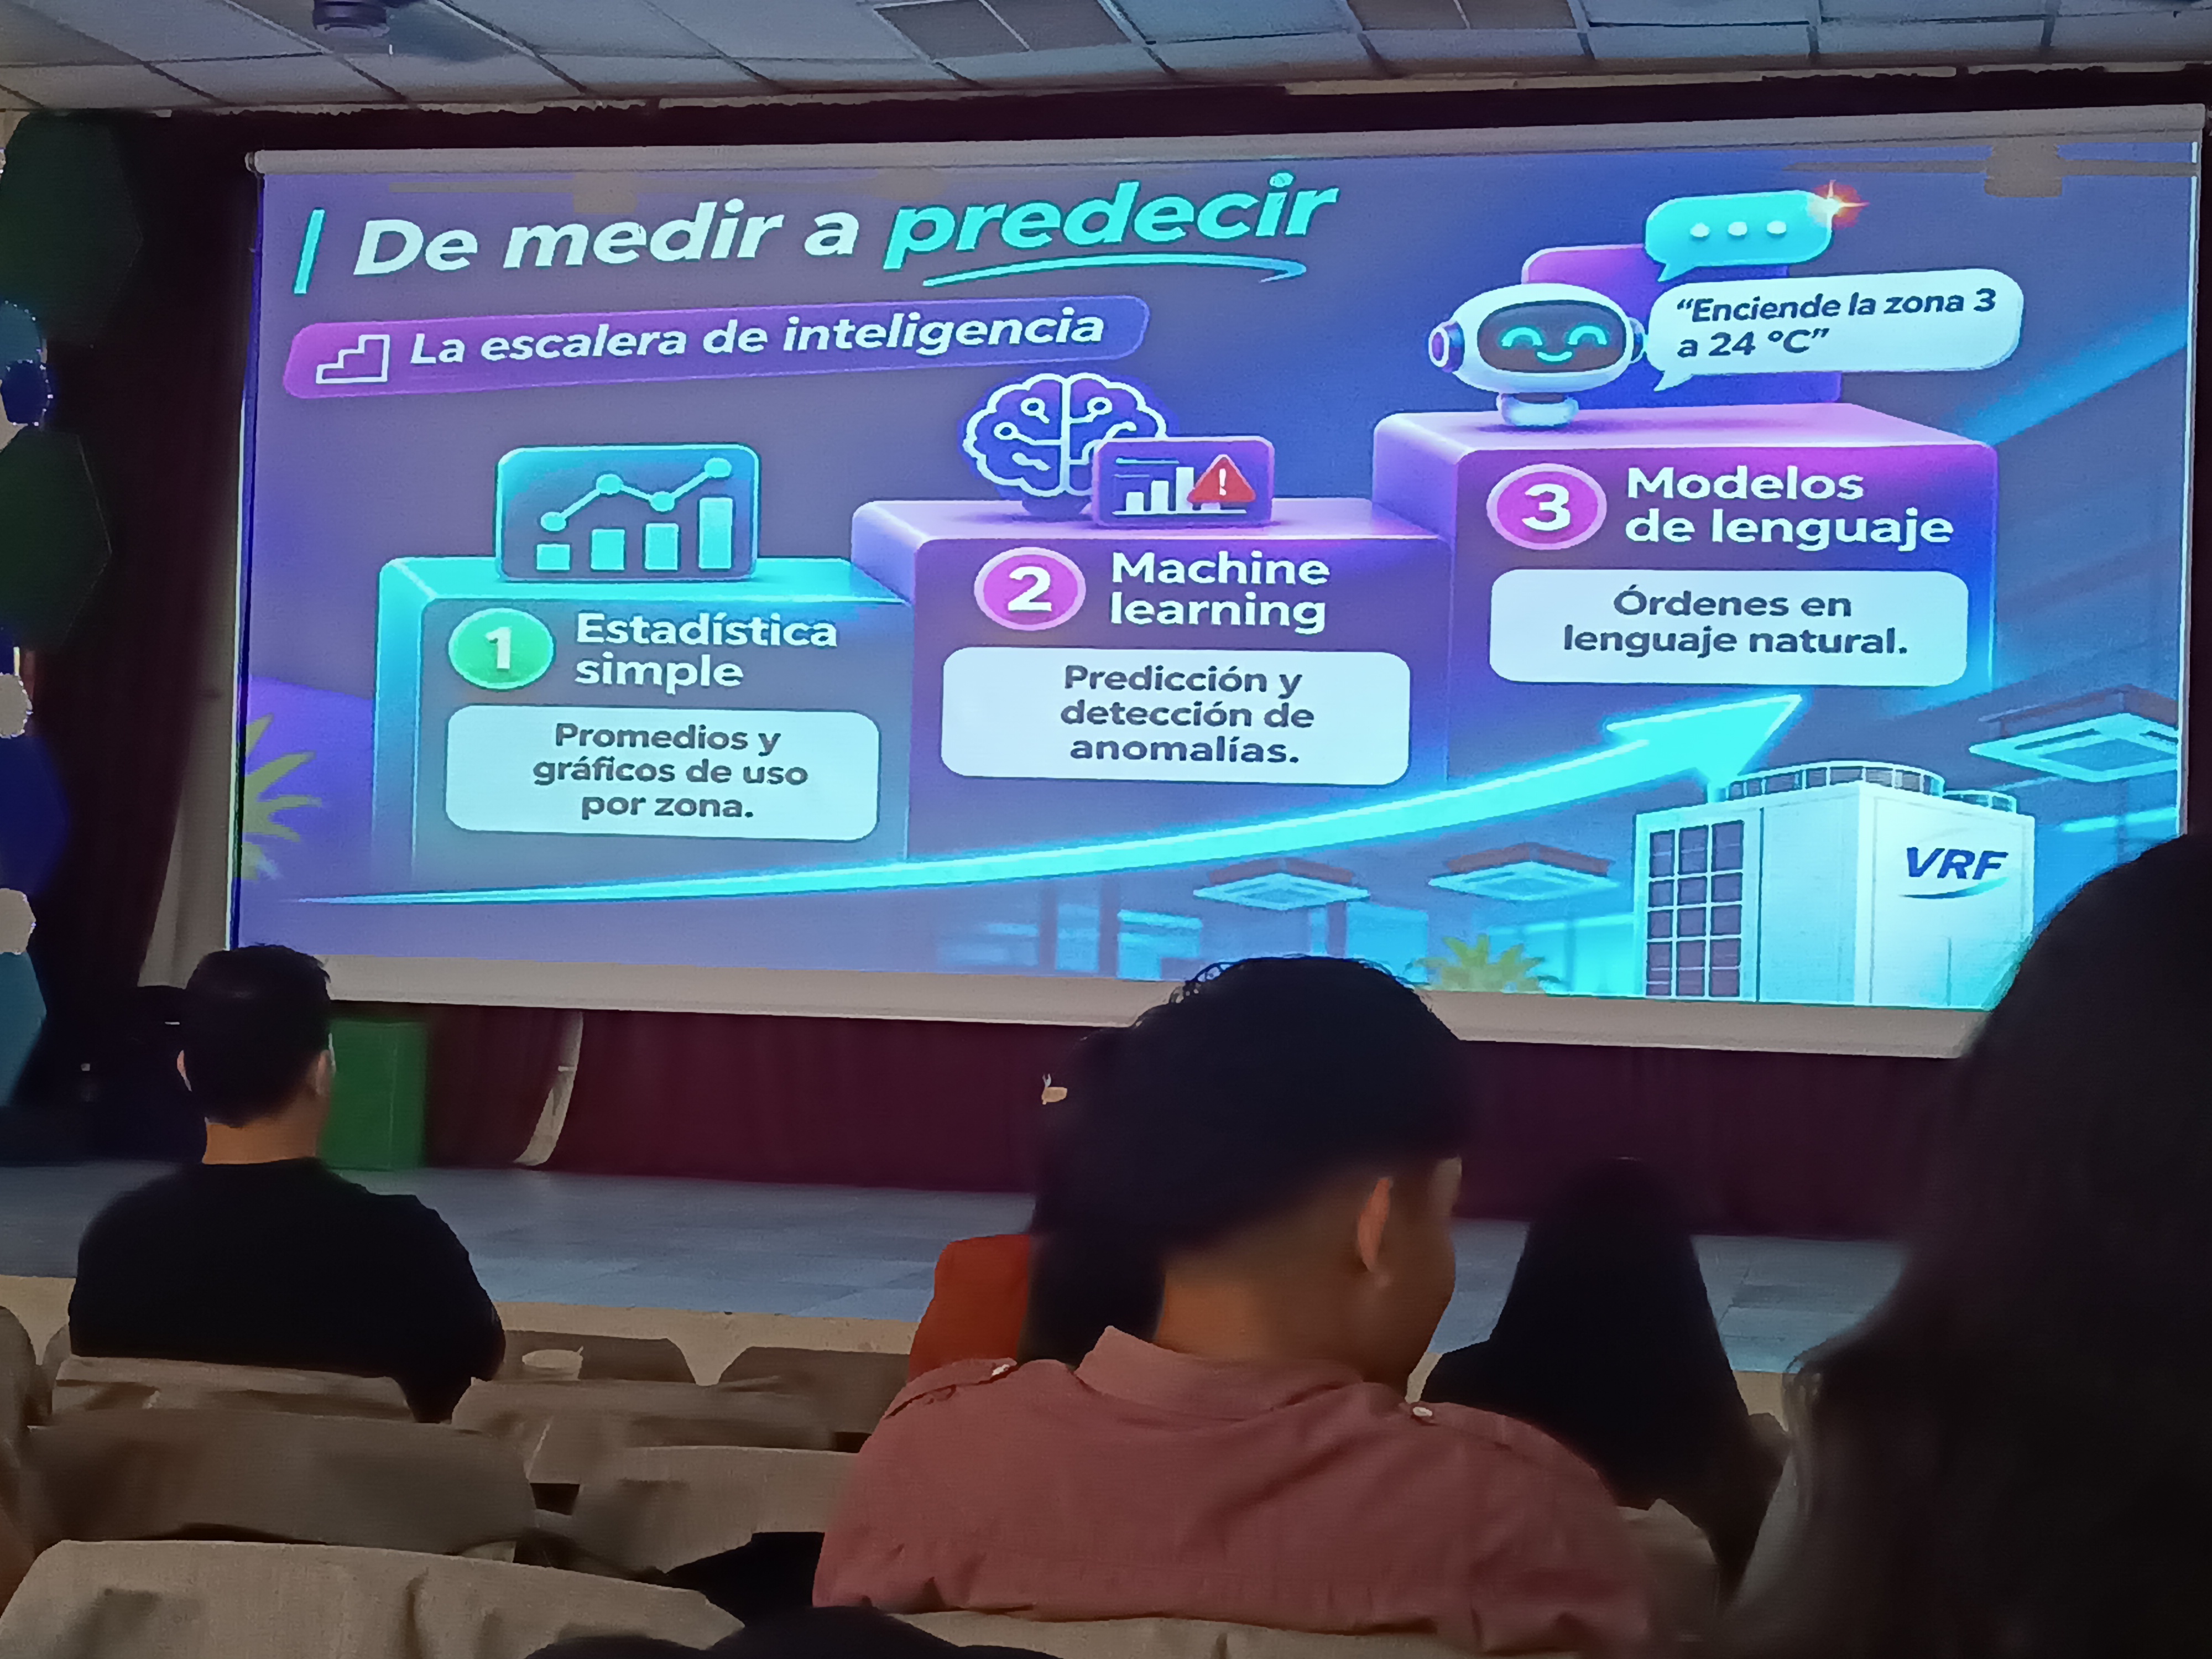 De medir a predecir
La escalera de inteligencia
"Enciende la zona 3
a 24 °C"
1
Estadística
simple
Promedios y
gráficos de uso
por zona.
2
Machine
learning
Predicción y
detección de
anomalías.
3
Modelos
de lenguaje
Órdenes en
lenguaje natural.
VRF